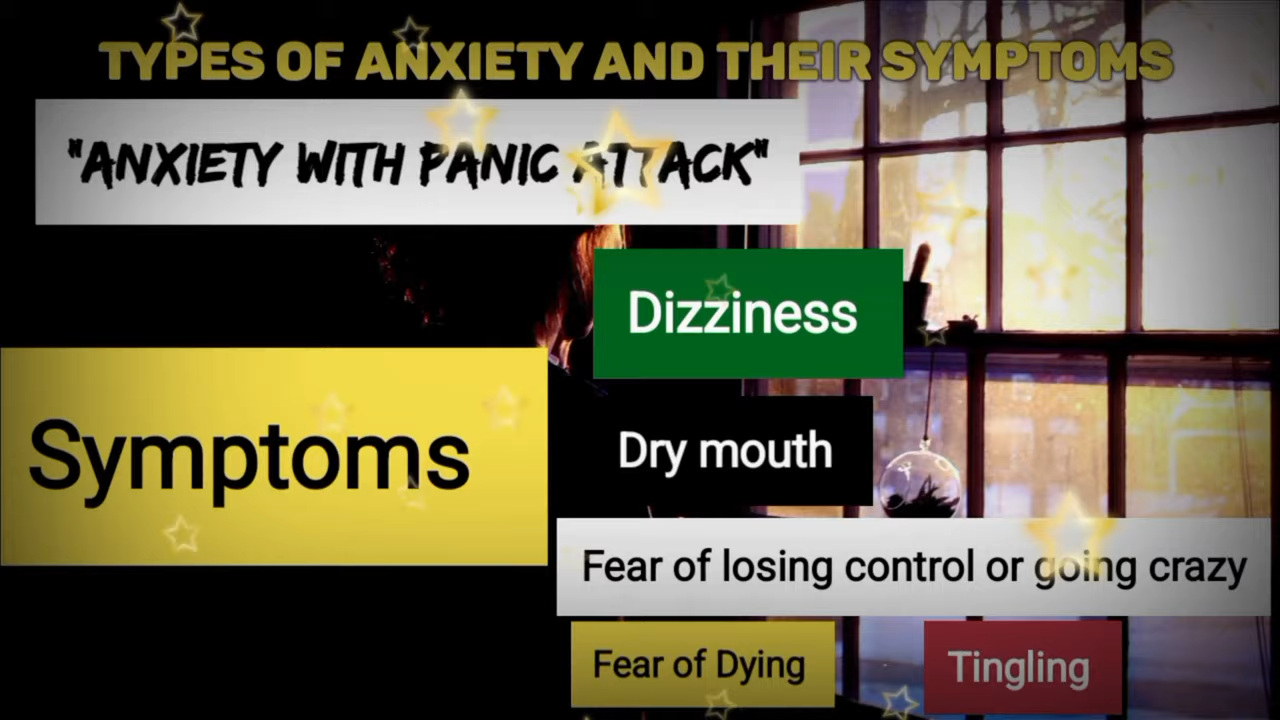 TYPES OF ANXIETY AND THEIR SYMPTOMS
"ANXIETY WITH PANIC ATTACK"
Dizziness
Symptoms
Dry mouth
Fear of losing control or going crazy
Fear of Dying
Tingling